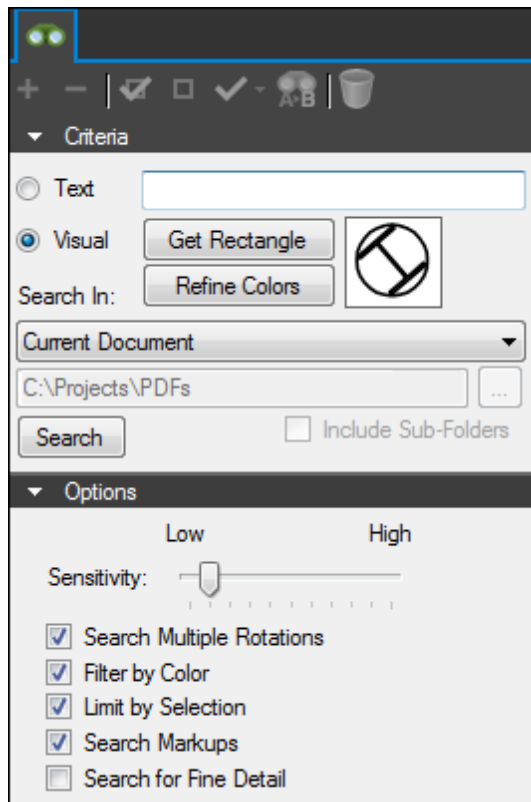 A▸B
Criteria
Text
Visual Get Rectangle
Search In: Refine Colors
Current Document
C:\Projects\PDFs ...
Search Include Sub-Folders
Options
Low High
Sensitivity:
Search Multiple Rotations
Filter by Color
Limit by Selection
Search Markups
Search for Fine Detail